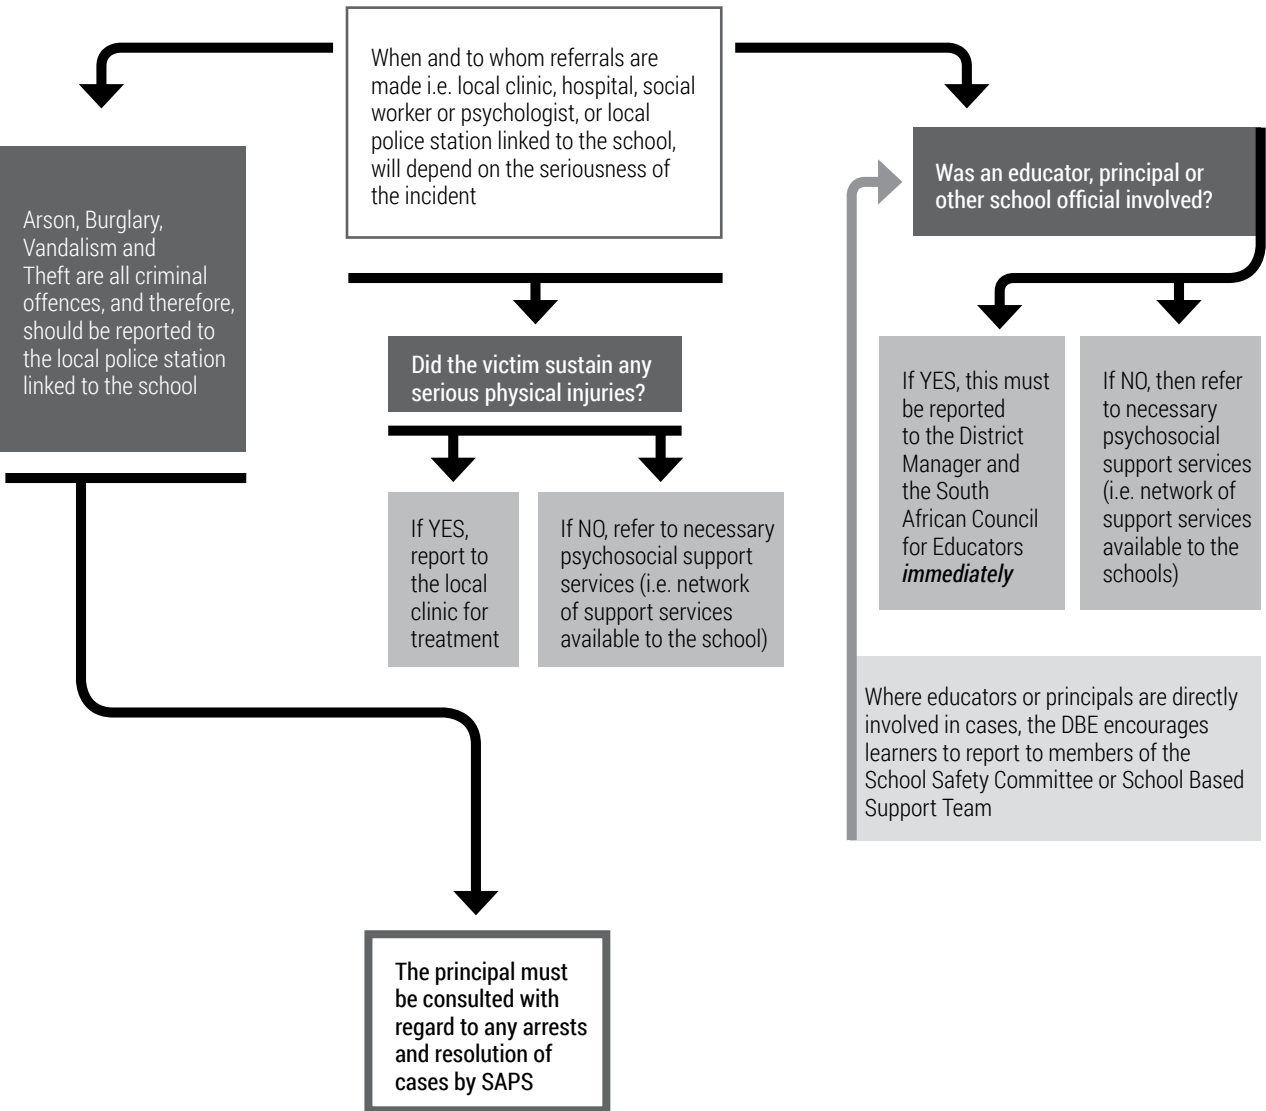 When and to whom referrals are
made i.e. local clinic, hospital, social
worker or psychologist, or local
police station linked to the school,
will depend on the seriousness of
the incident
Arson, Burglary,
Vandalism and
Theft are all criminal
offences, and therefore,
should be reported to
the local police station
linked to the school
Did the victim sustain any
serious physical injuries?
If YES,
report to
the local
clinic for
treatment
If NO, refer to necessary
psychosocial support
services (i.e. network
of support services
available to the school)
Was an educator, principal or
other school official involved?
If YES, this must
be reported
to the District
Manager and
the South
African Council
for Educators
immediately
If NO, then refer
to necessary
psychosocial
support services
(i.e. network of
support services
available to the
schools)
Where educators or principals are directly
involved in cases, the DBE encourages
learners to report to members of the
School Safety Committee or School Based
Support Team
The principal must
be consulted with
regard to any arrests
and resolution of
cases by SAPS